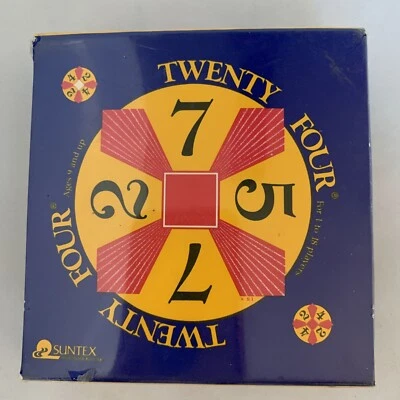 TWENTY
FOUR®
Ages 9 and up
7
2
5
7
For 1 to 18 players
FOUR®
TWENTY
SUNTEX